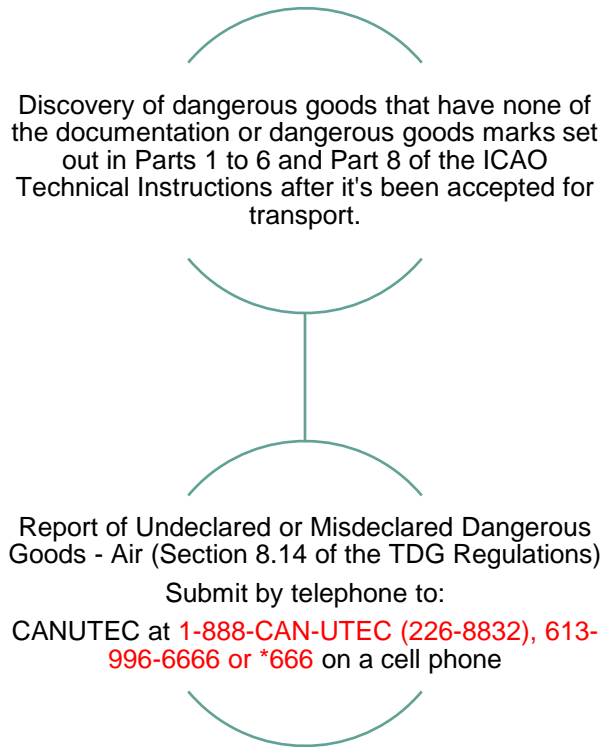 Discovery of dangerous goods that have none of
the documentation or dangerous goods marks set
out in Parts 1 to 6 and Part 8 of the ICAO
Technical Instructions after it's been accepted for
transport.
Report of Undeclared or Misdeclared Dangerous
Goods - Air (Section 8.14 of the TDG Regulations)
Submit by telephone to:
CANUTEC at 1-888-CAN-UTEC (226-8832), 613-
996-6666 or *666 on a cell phone